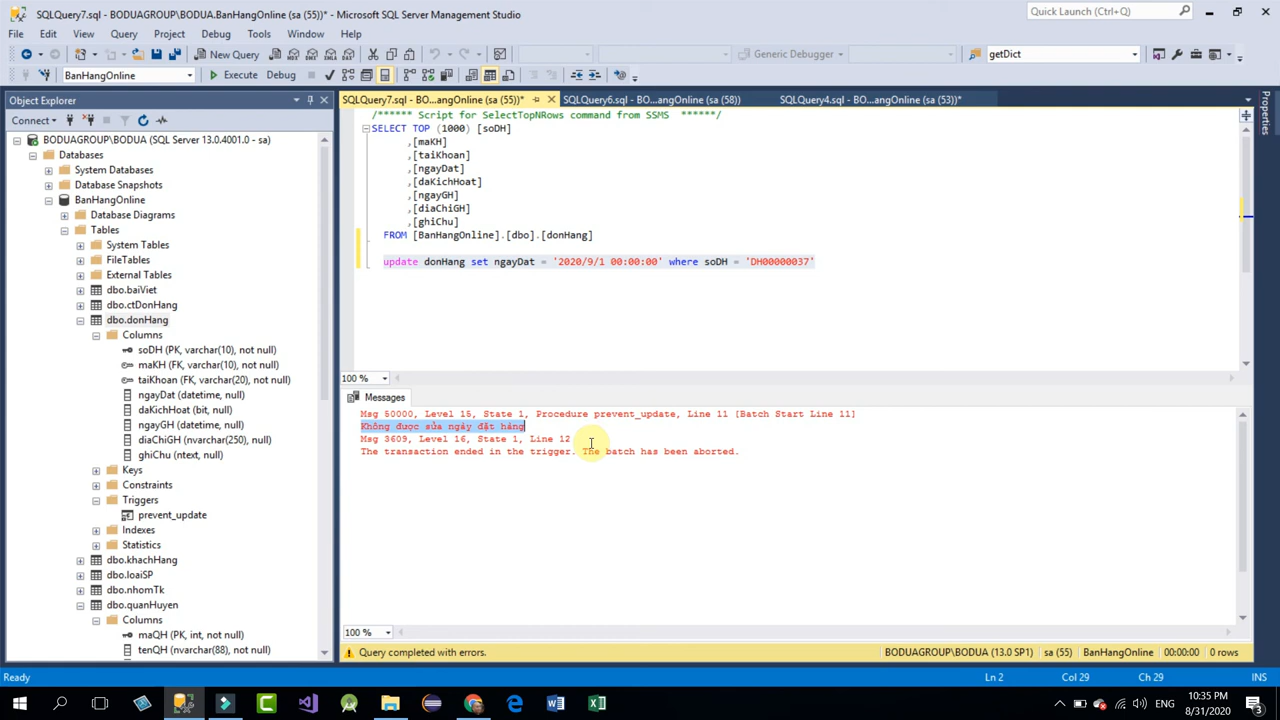 SQLQuery7.sql - BODUAGROUP\BODUA.BanHangOnline (sa (55))* - Microsoft SQL Server Management Studio
Quick Launch (Ctrl+Q)
File Edit View Query Project Debug Tools Window Help
New Query
Generic Debugger
getDict
BanHangOnline
Execute Debug
Object Explorer
SQLQuery7.sql - BO...angOnline (sa (55))*
SQLQuery6.sql - BO...angOnline (sa (58))
SQLQuery4.sql - BO...angOnline (sa (53))*
Properties
Connect
BODUAGROUP\BODUA (SQL Server 13.0.4001.0 - sa)
Databases
System Databases
Database Snapshots
BanHangOnline
Database Diagrams
Tables
System Tables
FileTables
External Tables
dbo.baiViet
dbo.ctDonHang
dbo.donHang
Columns
soDH (PK, varchar(10), not null)
maKH (FK, varchar(10), not null)
taiKhoan (FK, varchar(20), not null)
ngayDat (datetime, null)
daKichHoat (bit, null)
ngayGH (datetime, null)
diaChiGH (nvarchar(250), null)
ghiChu (ntext, null)
Keys
Constraints
Triggers
prevent_update
Indexes
Statistics
dbo.khachHang
dbo.loaiSP
dbo.nhomTk
dbo.quanHuyen
Columns
maQH (PK, int, not null)
tenQH (nvarchar(88), not null)
/****** Script for SelectTopNRows command from SSMS ******/
SELECT TOP (1000) [soDH]
,[maKH]
,[taiKhoan]
,[ngayDat]
,[daKichHoat]
,[ngayGH]
,[diaChiGH]
,[ghiChu]
FROM [BanHangOnline].[dbo].[donHang]
update donHang set ngayDat = '2020/9/1 00:00:00' where soDH = 'DH00000037'
100 %
Messages
Msg 50000, Level 15, State 1, Procedure prevent_update, Line 11 [Batch Start Line 11]
Không được sửa ngày đặt hàng
Msg 3609, Level 16, State 1, Line 12
The transaction ended in the trigger. The batch has been aborted.
100 %
Query completed with errors.
BODUAGROUP\BODUA (13.0 SP1) sa (55) BanHangOnline 00:00:00 0 rows
Ready
Ln 2 Col 29 Ch 29 INS
ENG
10:35 PM
8/31/2020
3